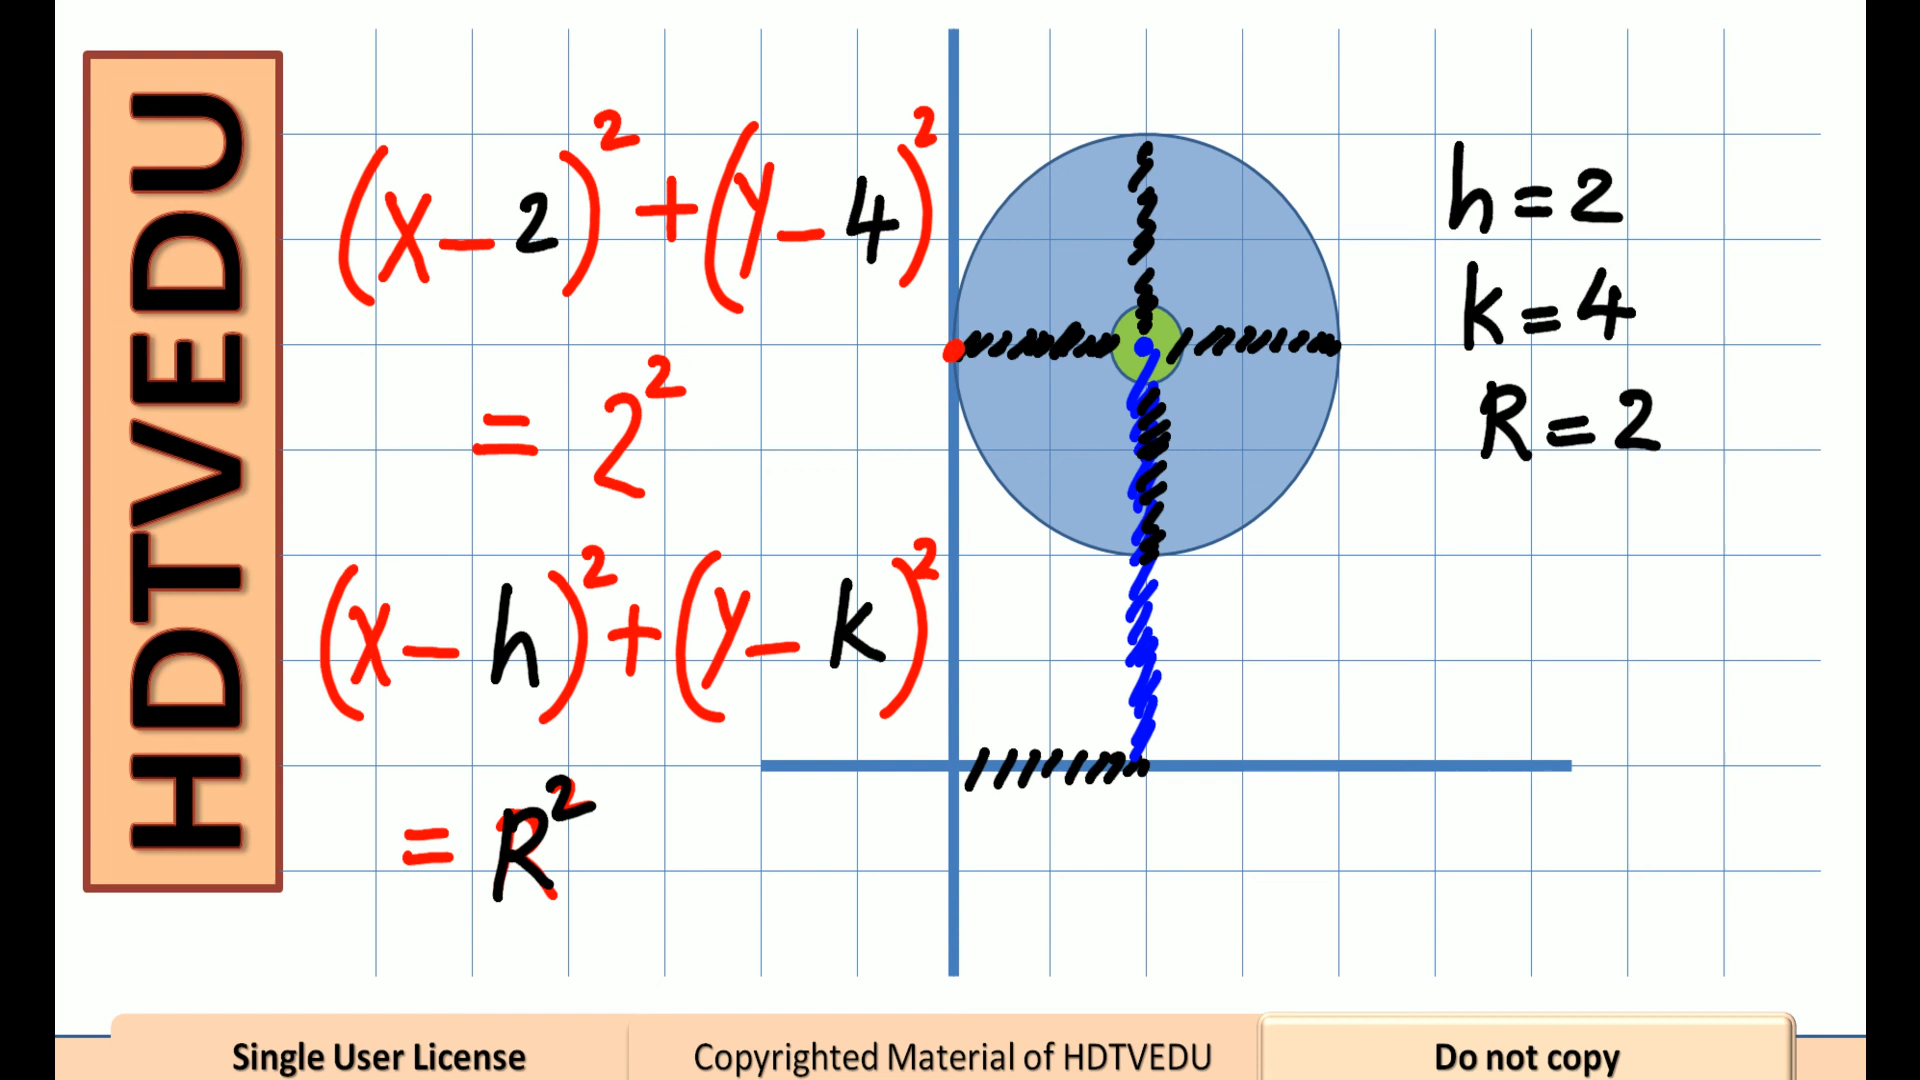 HDTVEDU
(x-2)²+(y-4)²
=2²
(x-h)²+(y-k)²
=R²
h=2
k=4
R=2
Single User License
Copyrighted Material of HDTVEDU
Do not copy